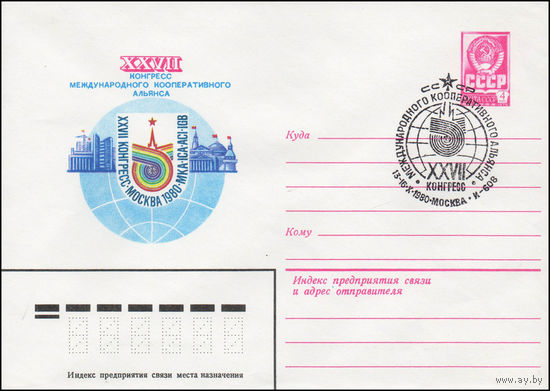 XXVII
КОНГРЕСС
МЕЖДУНАРОДНОГО КООПЕРАТИВНОГО
АЛЬЯНСА
XXVII КОНГРЕСС·МОСКВА 1980·МКА·ICA·ACI·IGB
СССР
4
СССР
МЕЖДУНАРОДНОГО КООПЕРАТИВНОГО АЛЬЯНСА
XXVII
КОНГРЕСС
13-16·X·1980·МОСКВА · К-608
Куда
Кому
Индекс предприятия связи
и адрес отправителя
Индекс предприятия связи места назначения
www.ay.by